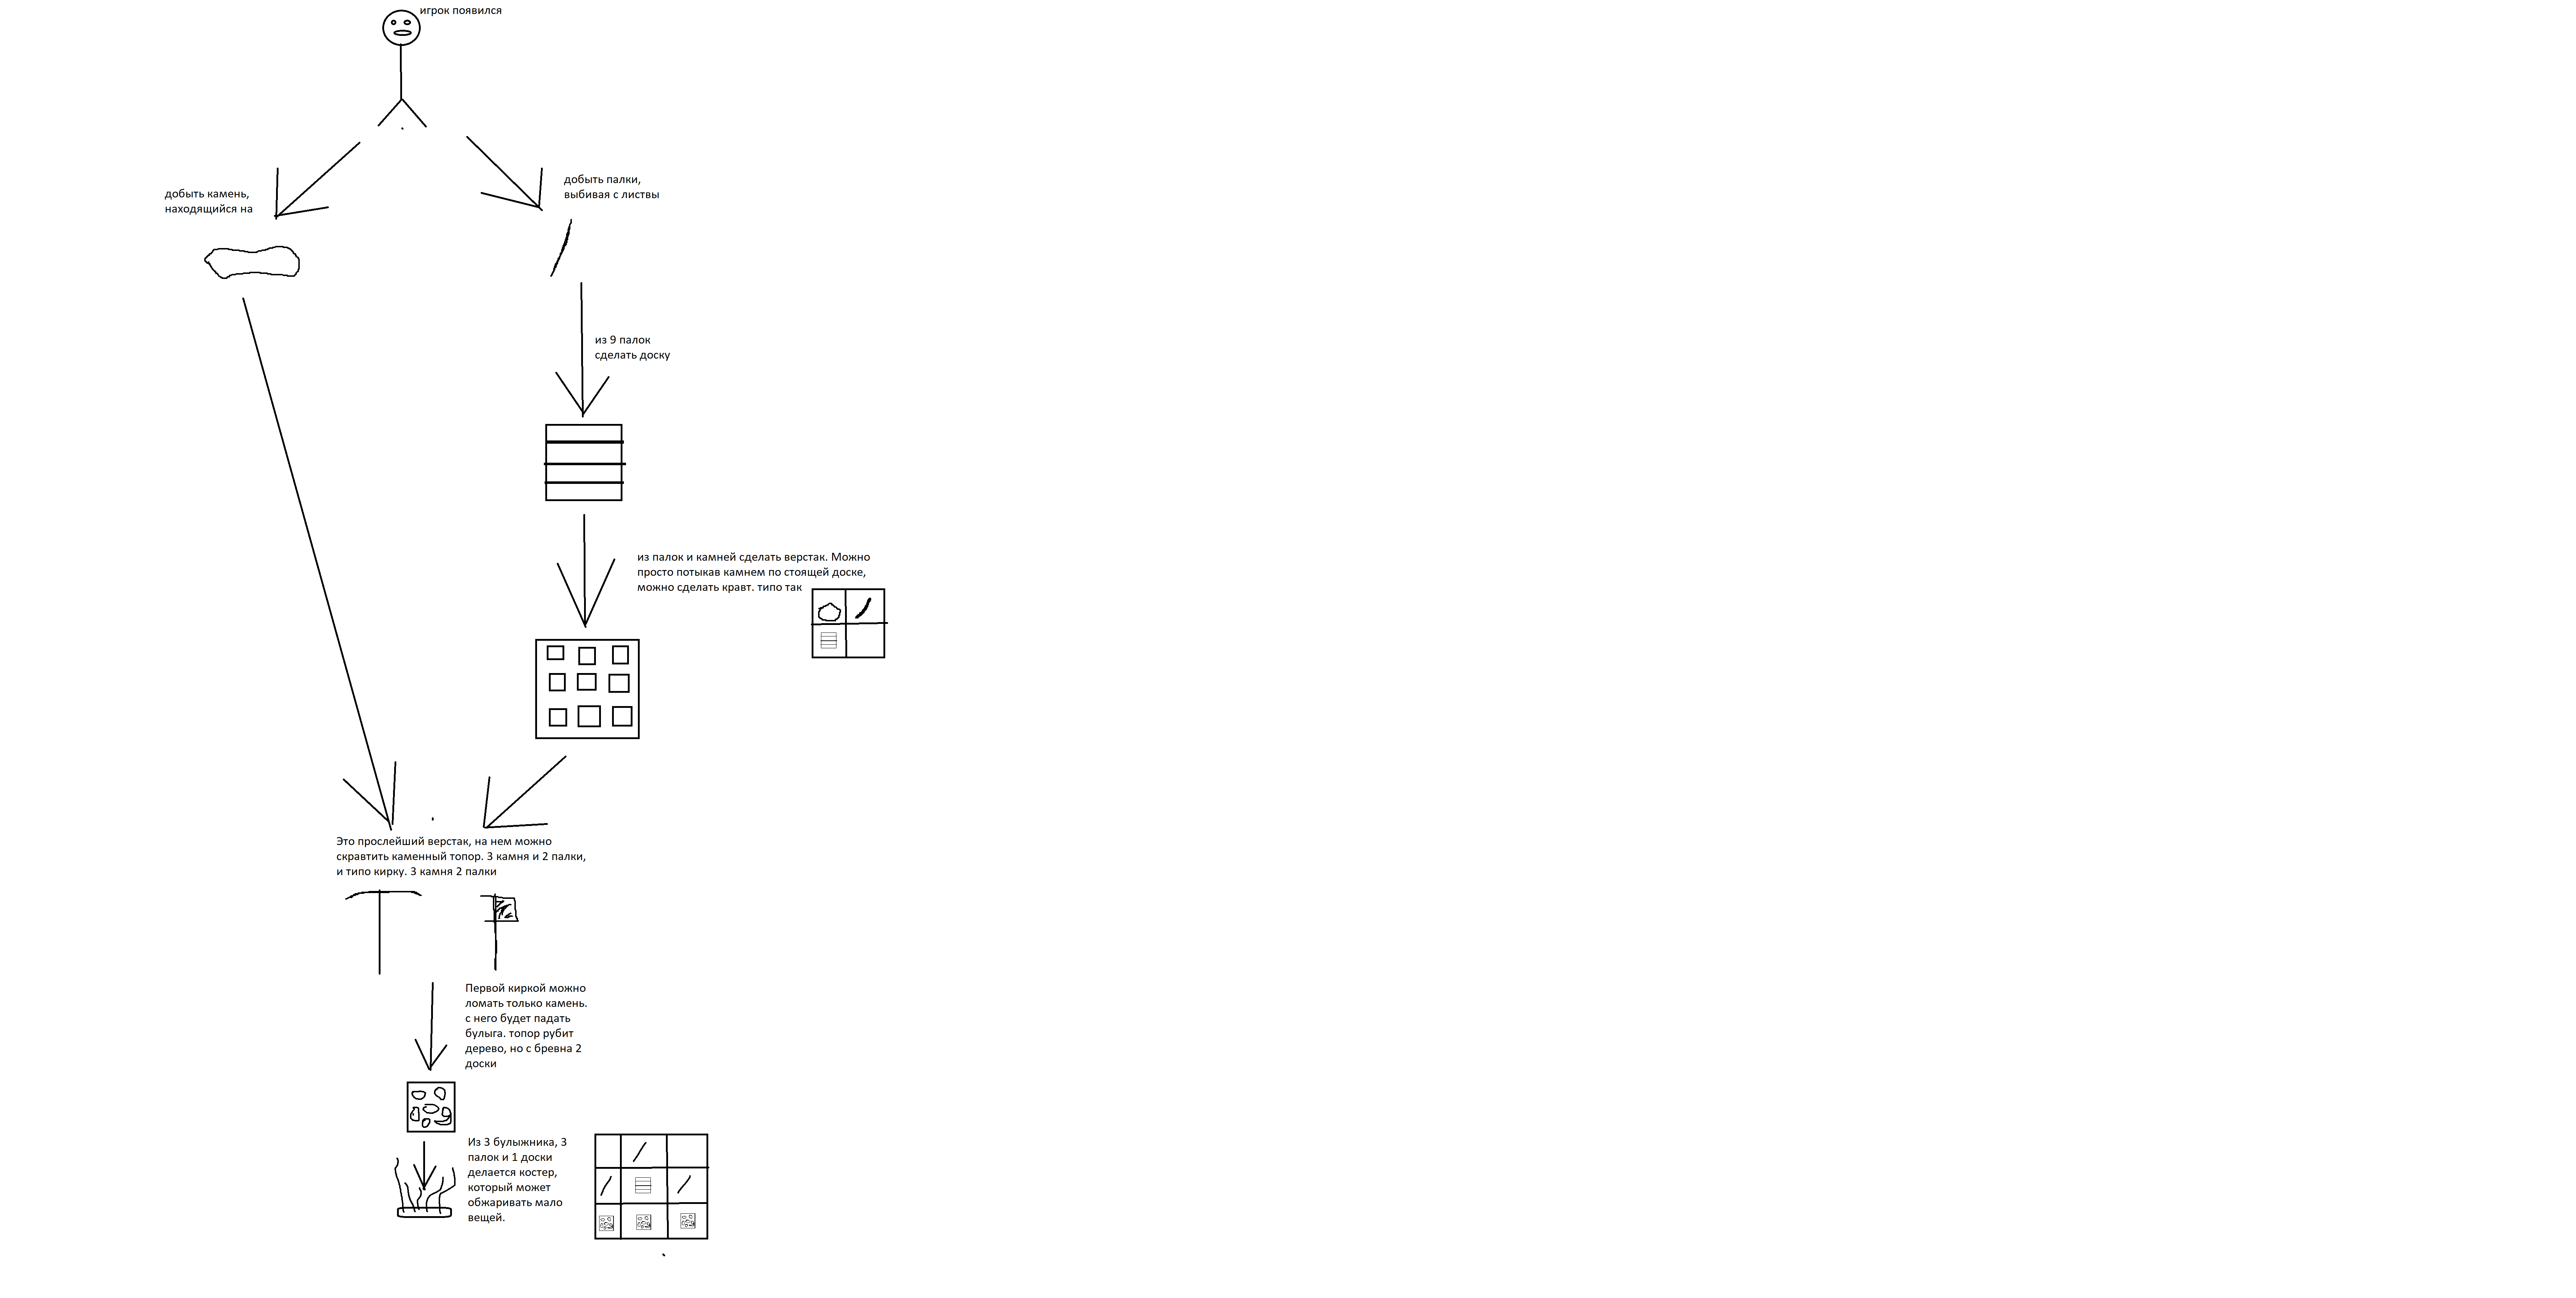 игрок появился
добыть камень,
находящийся на
добыть палки,
выбивая с листвы
из 9 палок
сделать доску
из палок и камней сделать верстак. Можно
просто потыкав камнем по стоящей доске,
можно сделать кравт. типо так
Это прослейший верстак, на нем можно
скравтить каменный топор. 3 камня и 2 палки,
и типо кирку. 3 камня 2 палки
Первой киркой можно
ломать только камень.
с него будет падать
булыга. топор рубит
дерево, но с бревна 2
доски
Из 3 булыжника, 3
палок и 1 доски
делается костер,
который может
обжаривать мало
вещей.